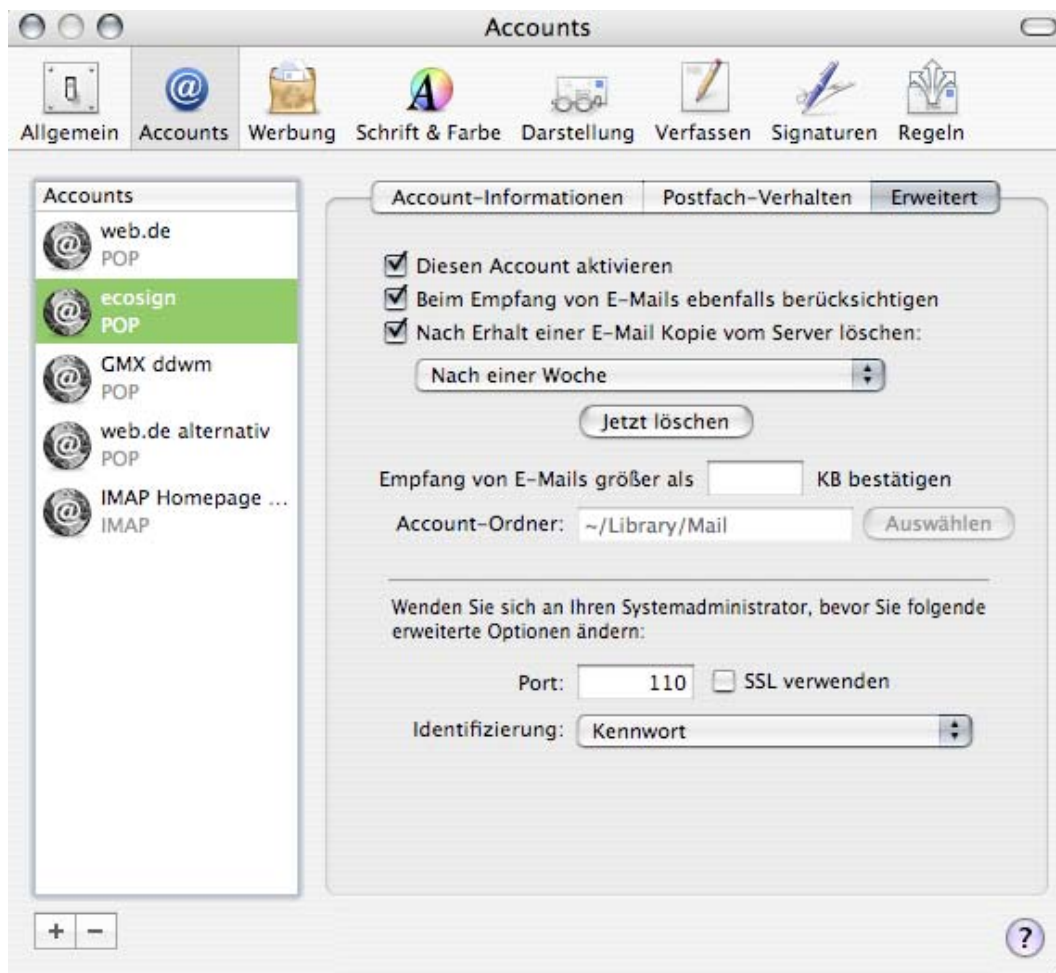 Accounts
Allgemein Accounts Werbung Schrift & Farbe Darstellung Verfassen Signaturen Regeln
Accounts
web.de
POP
ecosign
POP
GMX ddwm
POP
web.de alternativ
POP
IMAP Homepage ...
IMAP
Account-Informationen Postfach-Verhalten Erweitert
Diesen Account aktivieren
Beim Empfang von E-Mails ebenfalls berücksichtigen
Nach Erhalt einer E-Mail Kopie vom Server löschen:
Nach einer Woche
Jetzt löschen
Empfang von E-Mails größer als KB bestätigen
Account-Ordner: ~/Library/Mail Auswählen
Wenden Sie sich an Ihren Systemadministrator, bevor Sie folgende
erweiterte Optionen ändern:
Port: 110 SSL verwenden
Identifizierung: Kennwort
+ - ?